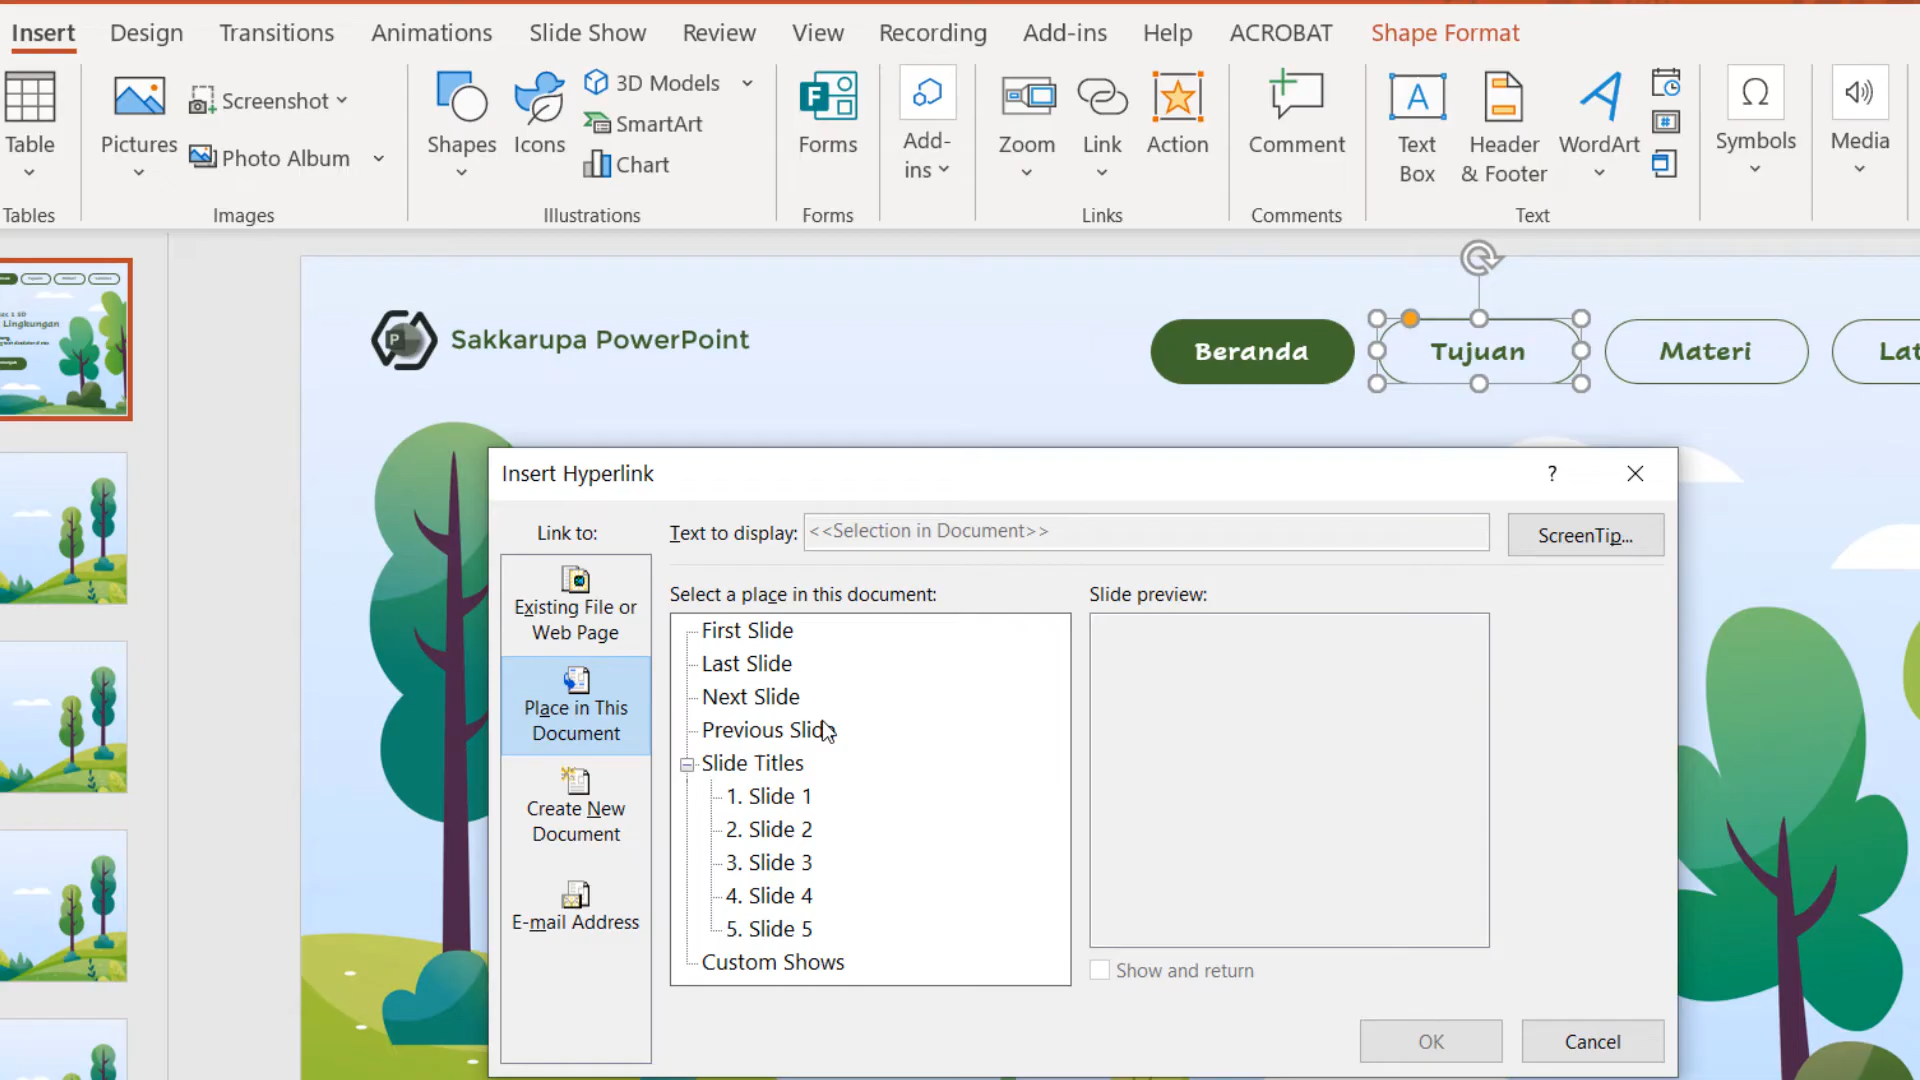 Insert Design Transitions Animations Slide Show Review View Recording Add-ins Help ACROBAT Shape Format
Table
Tables
Pictures
Screenshot
Photo Album
Images
Shapes
Icons
3D Models
SmartArt
Chart
Illustrations
Forms
Forms
Add-
ins
Zoom
Link
Action
Links
Comment
Comments
Text
Box
Header
& Footer
WordArt
Text
Symbols
Media
Sakkarupa PowerPoint
Beranda
Tujuan
Materi
Lat
Insert Hyperlink
Link to:
Text to display: <<Selection in Document>>
ScreenTip...
Existing File or
Web Page
Place in This
Document
Create New
Document
E-mail Address
Select a place in this document:
First Slide
Last Slide
Next Slide
Previous Slide
Slide Titles
1. Slide 1
2. Slide 2
3. Slide 3
4. Slide 4
5. Slide 5
Custom Shows
Slide preview:
Show and return
OK
Cancel
Lingkungan